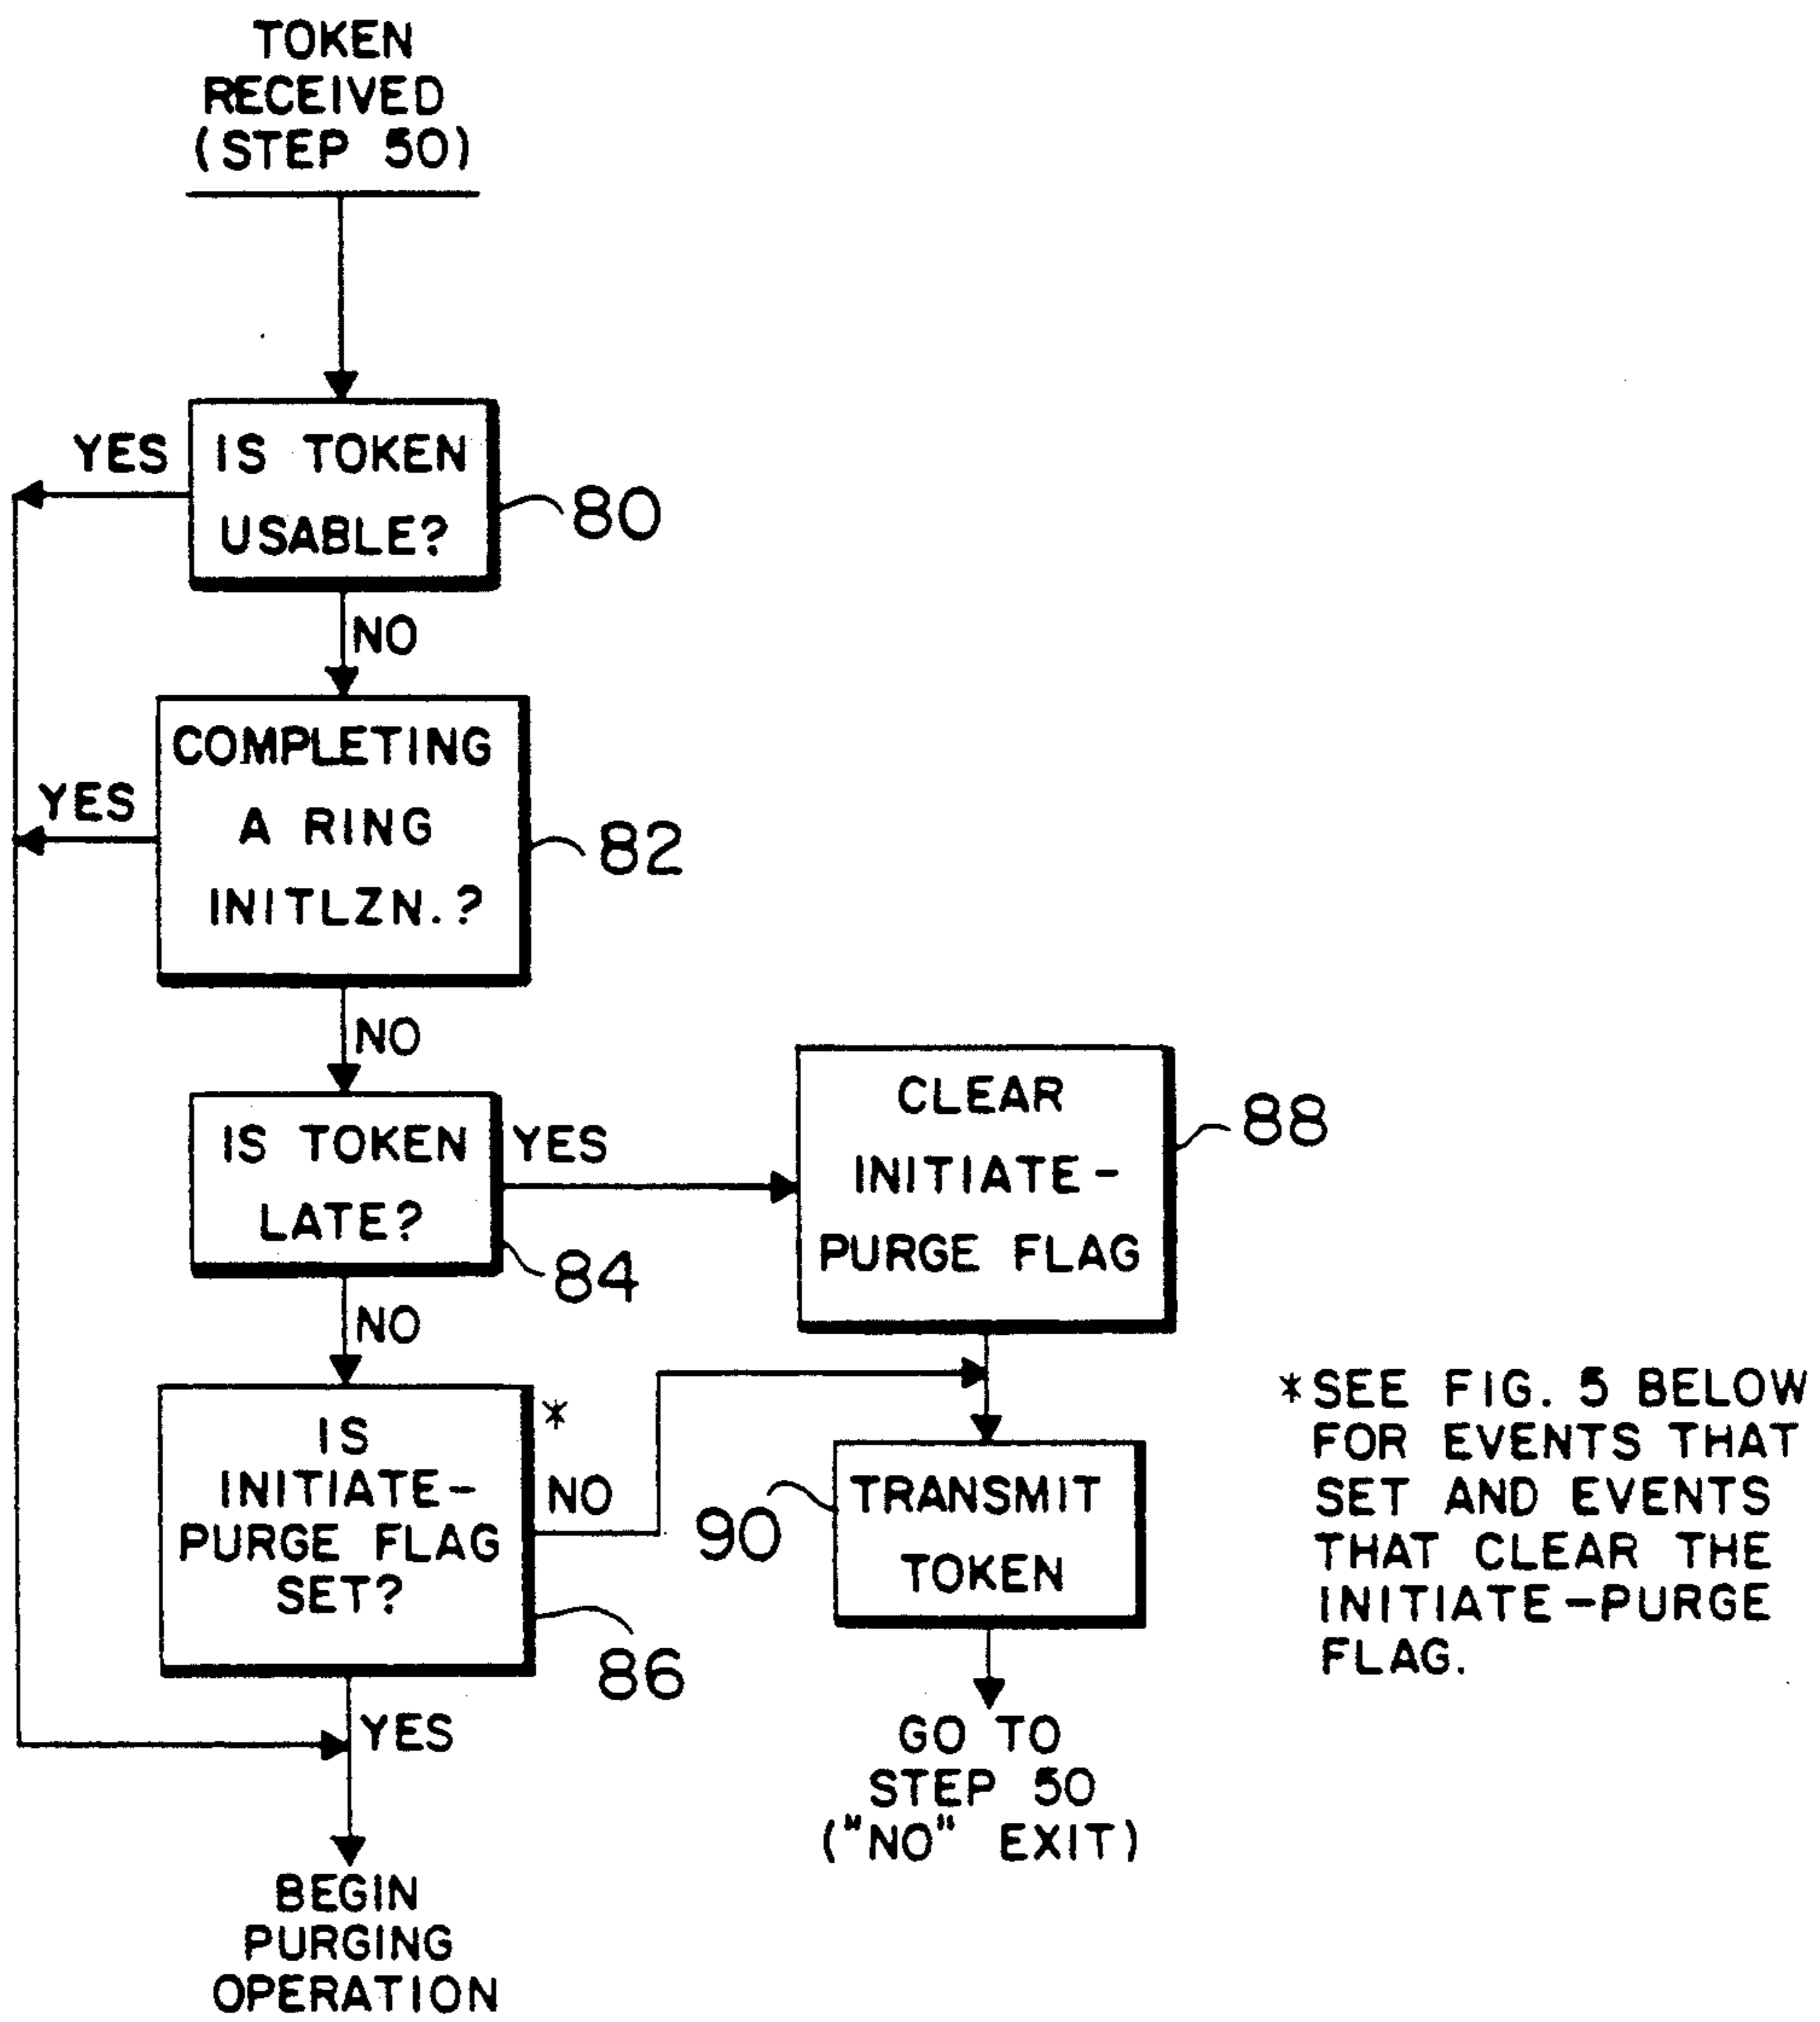 TOKEN
RECEIVED
(STEP 50)
YES
IS TOKEN
USABLE?
80
NO
COMPLETING
A RING
INITLZN.?
YES
82
NO
IS TOKEN
LATE?
YES
84
CLEAR
INITIATE-
PURGE FLAG
88
NO
IS
INITIATE-
PURGE FLAG
SET?
*
NO
86
90
TRANSMIT
TOKEN
*SEE FIG. 5 BELOW
FOR EVENTS THAT
SET AND EVENTS
THAT CLEAR THE
INITIATE-PURGE
FLAG.
YES
GO TO
STEP 50
("NO" EXIT)
BEGIN
PURGING
OPERATION